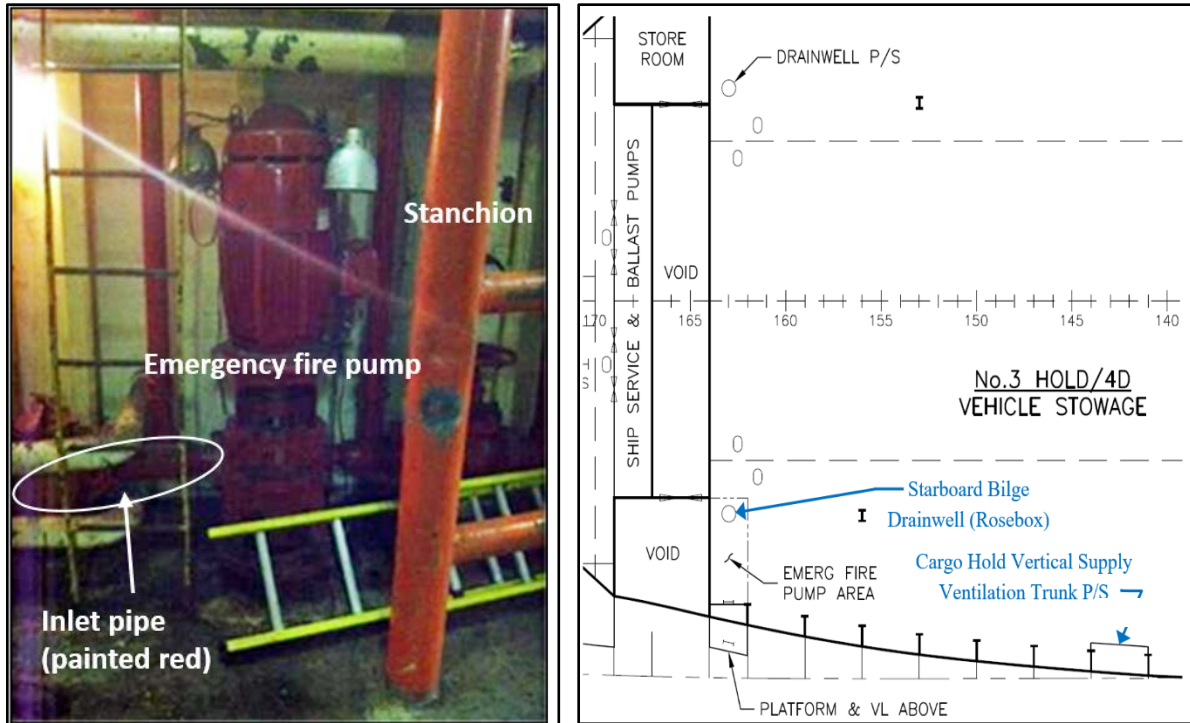 Stanchion
Emergency fire pump
Inlet pipe
(painted red)
STORE
ROOM
DRAINWELL P/S
SHIP SERVICE & BALLAST PUMPS
VOID
170
165
160
155
150
145
140
No.3 HOLD/4D
VEHICLE STOWAGE
Starboard Bilge
Drainwell (Rosebox)
VOID
EMERG FIRE
PUMP AREA
Cargo Hold Vertical Supply
Ventilation Trunk P/S
PLATFORM & VL ABOVE